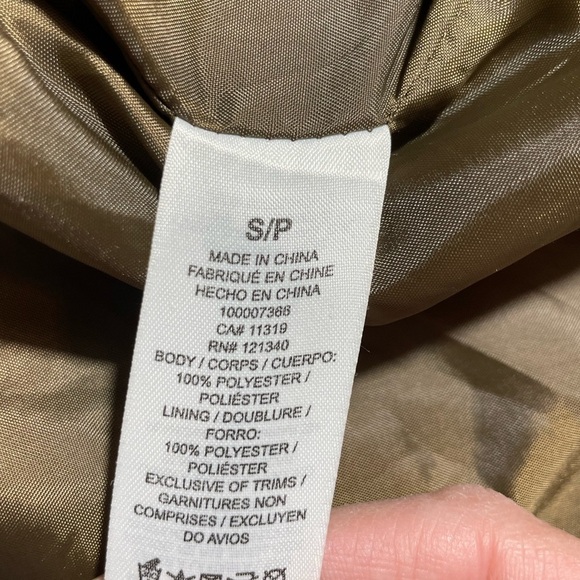 S/P
MADE IN CHINA
FABRIQUÉ EN CHINE
HECHO EN CHINA
100007368
CA# 11319
RN# 121340
BODY / CORPS / CUERPO:
100% POLYESTER /
POLIÉSTER
LINING / DOUBLURE /
FORRO:
100% POLYESTER /
POLIÉSTER
EXCLUSIVE OF TRIMS /
GARNITURES NON
COMPRISES / EXCLUYEN
DO AVIOS